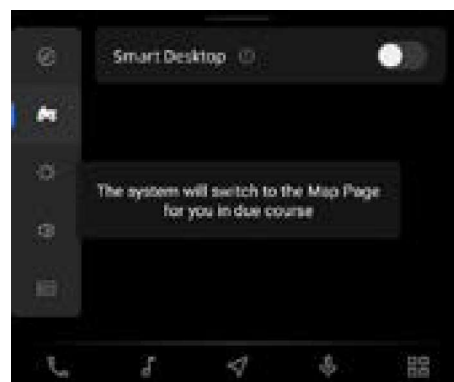 Smart Desktop
The system will switch to the Map Page
for you in due course